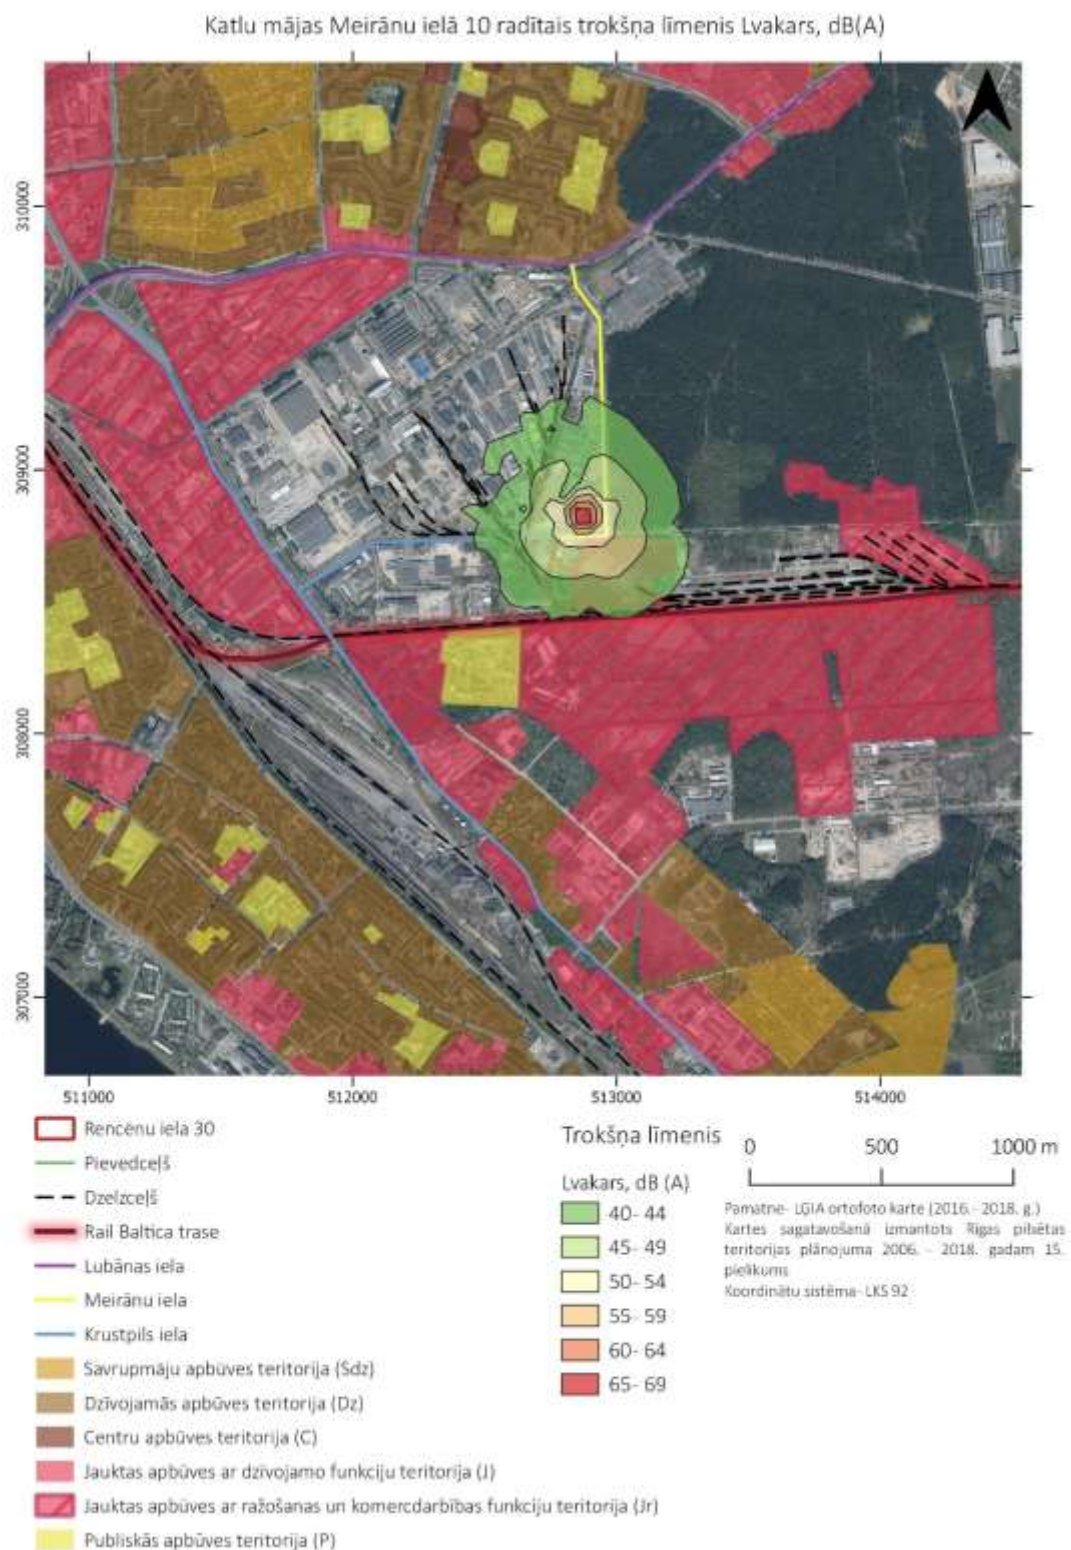 Katlu mājas Meirānu ielā 10 radītais trokšņa līmenis Lvakars, dB(A)
310000
309000
308000
307000
511000
512000
513000
514000
Rencēnu iela 30
Pievedceļš
Dzelzceļš
Rail Baltica trase
Lubānas iela
Meirānu iela
Krustpils iela
Savrupmāju apbūves teritorija (Sdz)
Dzīvojamās apbūves teritorija (Dz)
Centru apbūves teritorija (C)
Jauktas apbūves ar dzīvojamo funkciju teritorija (J)
Jauktas apbūves ar ražošanas un komercdarbības funkciju teritorija (Jr)
Publiskās apbūves teritorija (P)
Trokšņa līmenis
Lvakars, dB (A)
40- 44
45- 49
50- 54
55- 59
60- 64
65- 69
0 500 1000 m
Pamatne- LĢIA ortofoto karte (2016.- 2018. g.)
Kartes sagatavošanā izmantots Rīgas pilsētas
teritorijas plānojuma 2006. - 2018. gadam 15.
pielikums
Koordinātu sistēma- LKS 92